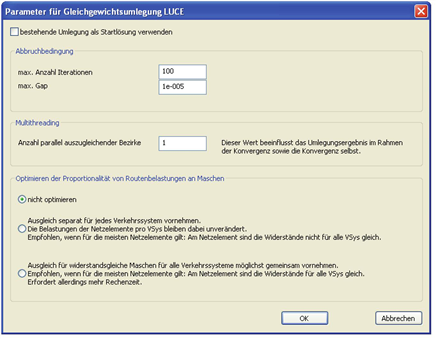 Parameter für Gleichgewichtsumlegung LUCE
bestehende Umlegung als Startlösung verwenden
Abbruchbedingung
max. Anzahl Iterationen
100
max. Gap
1e-005
Multithreading
Anzahl parallel auszugleichender Bezirke
1
Dieser Wert beeinflusst das Umlegungsergebnis im Rahmen
der Konvergenz sowie die Konvergenz selbst.
Optimieren der Proportionalität von Routenbelastungen an Maschen
nicht optimieren
Ausgleich separat für jedes Verkehrssystem vornehmen.
Die Belastungen der Netzelemente pro VSys bleiben dabei unverändert.
Empfohlen, wenn für die meisten Netzelemente gilt: Am Netzelement sind die Widerstände nicht für alle VSys gleich.
Ausgleich für widerstandsgleiche Maschen für alle Verkehrssysteme möglichst gemeinsam vornehmen.
Empfohlen, wenn für die meisten Netzelemente gilt: Am Netzelement sind die Widerstände für alle VSys gleich.
Erfordert allerdings mehr Rechenzeit.
OK
Abbrechen